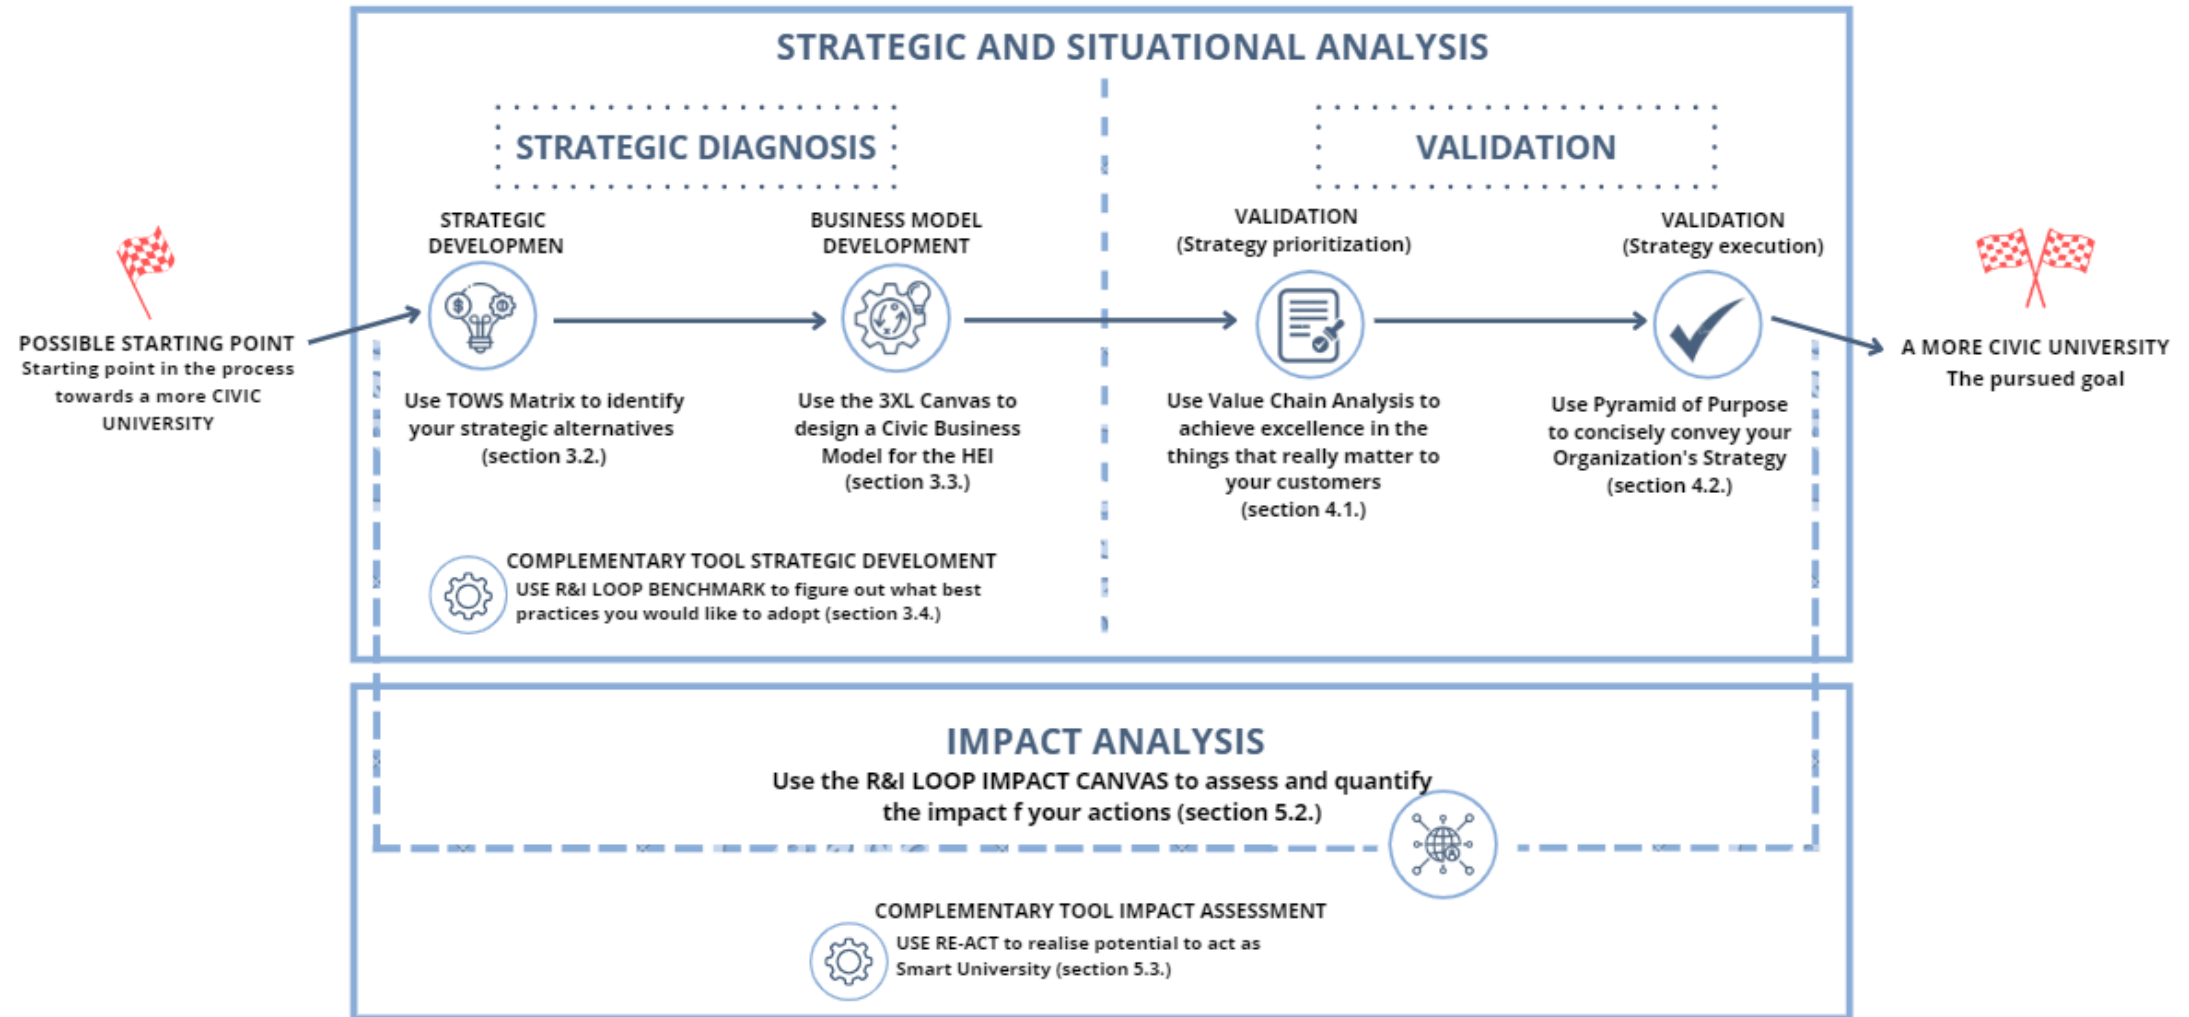 STRATEGIC AND SITUATIONAL ANALYSIS
STRATEGIC DIAGNOSIS
VALIDATION
POSSIBLE STARTING POINT
Starting point in the process
towards a more CIVIC
UNIVERSITY
STRATEGIC
DEVELOPMEN
Use TOWS Matrix to identify
your strategic alternatives
(section 3.2.)
BUSINESS MODEL
DEVELOPMENT
Use the 3XL Canvas to
design a Civic Business
Model for the HEI
(section 3.3.)
VALIDATION
(Strategy prioritization)
Use Value Chain Analysis to
achieve excellence in the
things that really matter to
your customers
(section 4.1.)
VALIDATION
(Strategy execution)
Use Pyramid of Purpose
to concisely convey your
Organization's Strategy
(section 4.2.)
A MORE CIVIC UNIVERSITY
The pursued goal
COMPLEMENTARY TOOL STRATEGIC DEVELOMENT
USE R&I LOOP BENCHMARK to figure out what best
practices you would like to adopt (section 3.4.)
IMPACT ANALYSIS
Use the R&I LOOP IMPACT CANVAS to assess and quantify
the impact f your actions (section 5.2.)
COMPLEMENTARY TOOL IMPACT ASSESSMENT
USE RE-ACT to realise potential to act as
Smart University (section 5.3.)